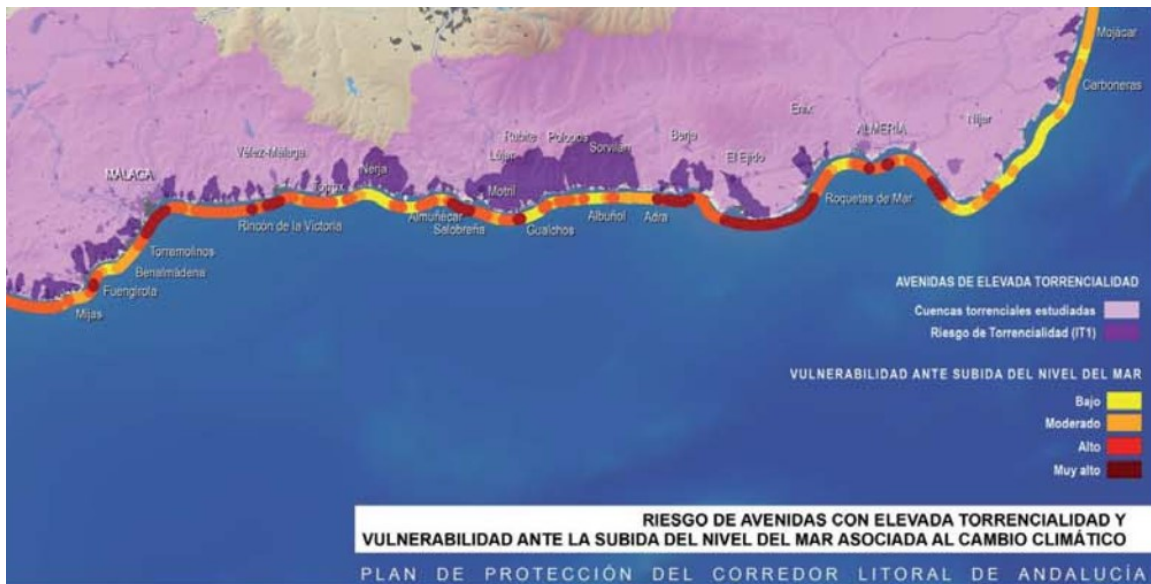 Mojácar
Carboneras
Enix
ALMERÍA
Níjar
Rubite
Polopos
Berja
Lújar
Sorvilán
Vélez-Málaga
El Ejido
Nerja
MÁLAGA
Torrox
Motril
Roquetas de Mar
Almuñécar
Albuñol
Adra
Rincón de la Victoria
Salobreña
Gualchos
Torremolinos
Benalmádena
Fuengirola
Mijas
AVENIDAS DE ELEVADA TORRENCIALIDAD
Cuencas torrenciales estudiadas
Riesgo de Torrencialidad (IT1)
VULNERABILIDAD ANTE SUBIDA DEL NIVEL DEL MAR
Bajo
Moderado
Alto
Muy alto
RIESGO DE AVENIDAS CON ELEVADA TORRENCIALIDAD Y
VULNERABILIDAD ANTE LA SUBIDA DEL NIVEL DEL MAR ASOCIADA AL CAMBIO CLIMÁTICO
PLAN DE PROTECCIÓN DEL CORREDOR LITORAL DE ANDALUCÍA